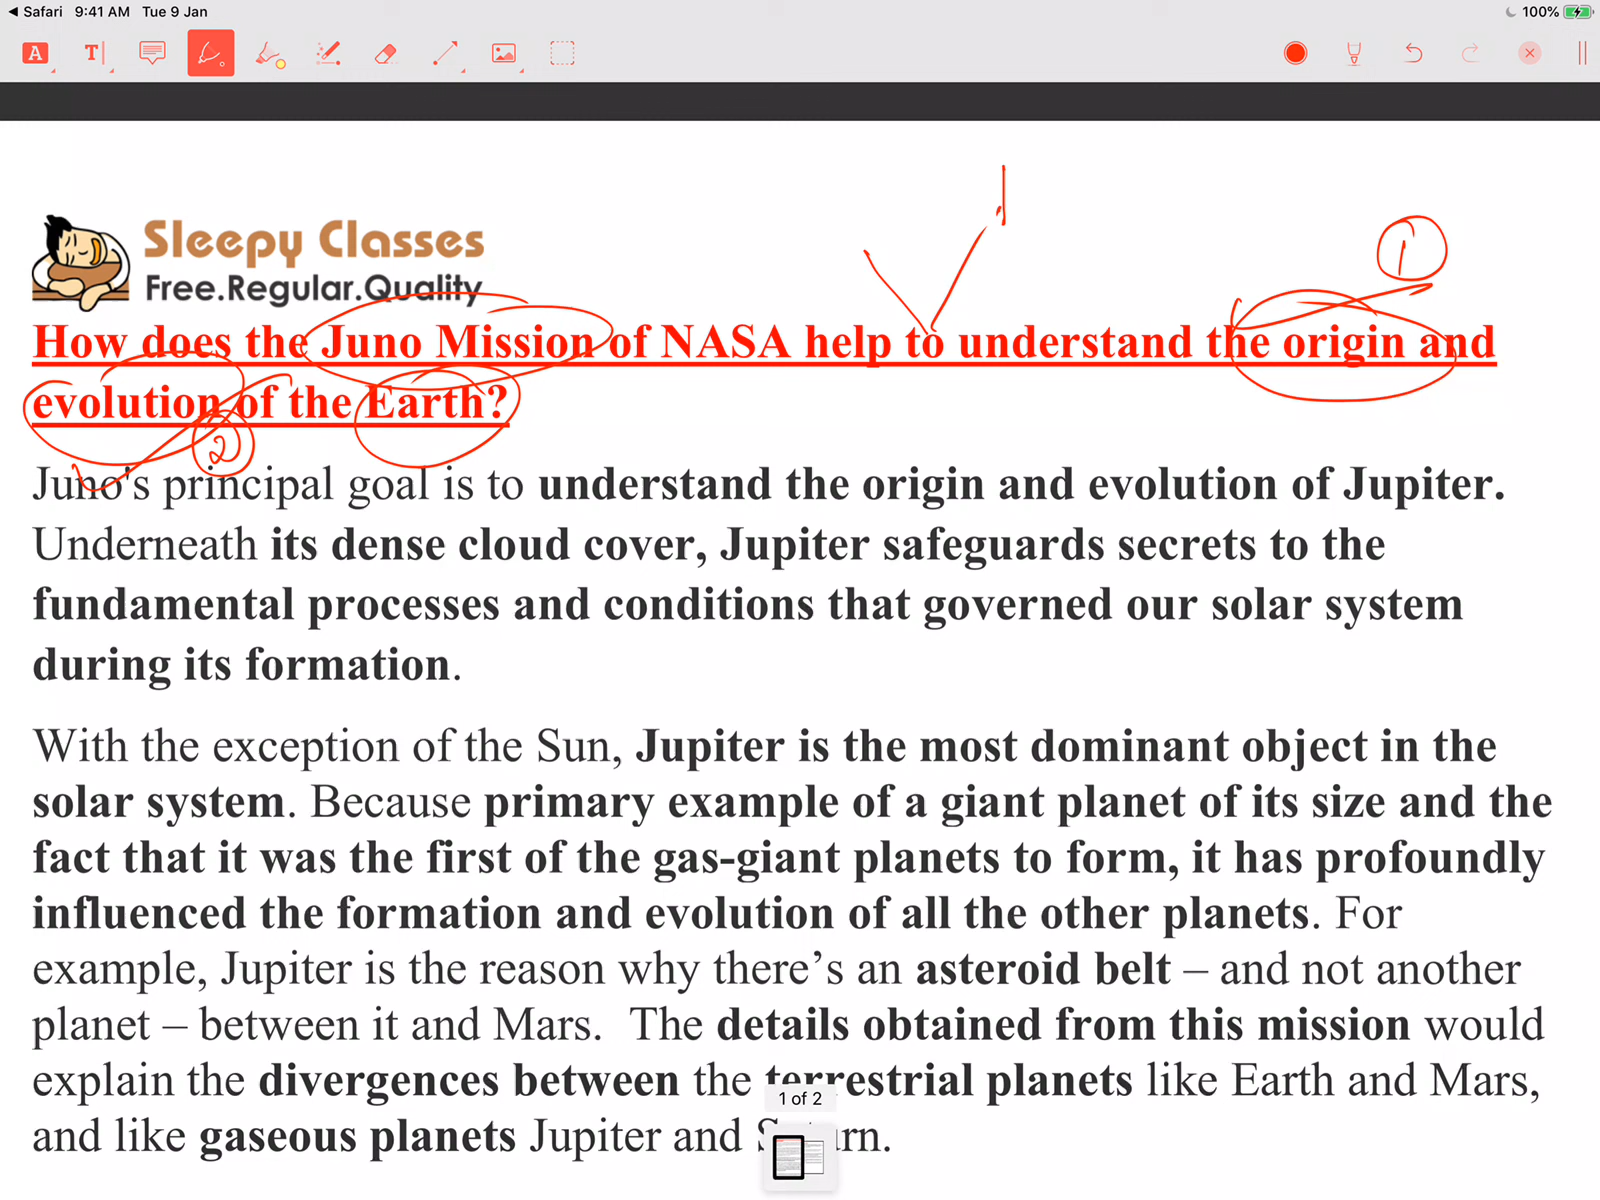 Safari 9:41 AM Tue 9 Jan 100%
A T
1
Sleepy Classes
Free.Regular.Quality
How does the Juno Mission of NASA help to understand the origin and
evolution of the Earth?
2
Juno's principal goal is to understand the origin and evolution of Jupiter.
Underneath its dense cloud cover, Jupiter safeguards secrets to the
fundamental processes and conditions that governed our solar system
during its formation.
With the exception of the Sun, Jupiter is the most dominant object in the
solar system. Because primary example of a giant planet of its size and the
fact that it was the first of the gas-giant planets to form, it has profoundly
influenced the formation and evolution of all the other planets. For
example, Jupiter is the reason why there’s an asteroid belt – and not another
planet – between it and Mars. The details obtained from this mission would
explain the divergences between the terrestrial planets like Earth and Mars,
1 of 2
and like gaseous planets Jupiter and Saturn.